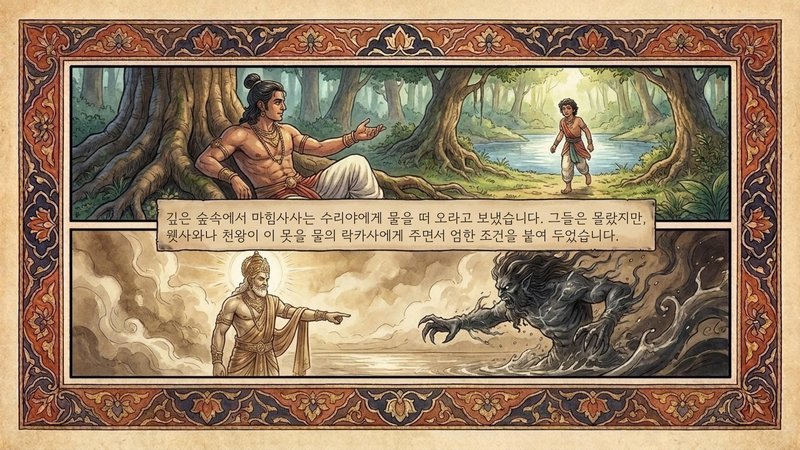 깊은 숲속에서 마힘사사는 수리야에게 물을 떠 오라고 보냈습니다. 그들은 몰랐지만,
웻사와나 천왕이 이 못을 물의 락카사에게 주면서 엄한 조건을 붙여 두었습니다.